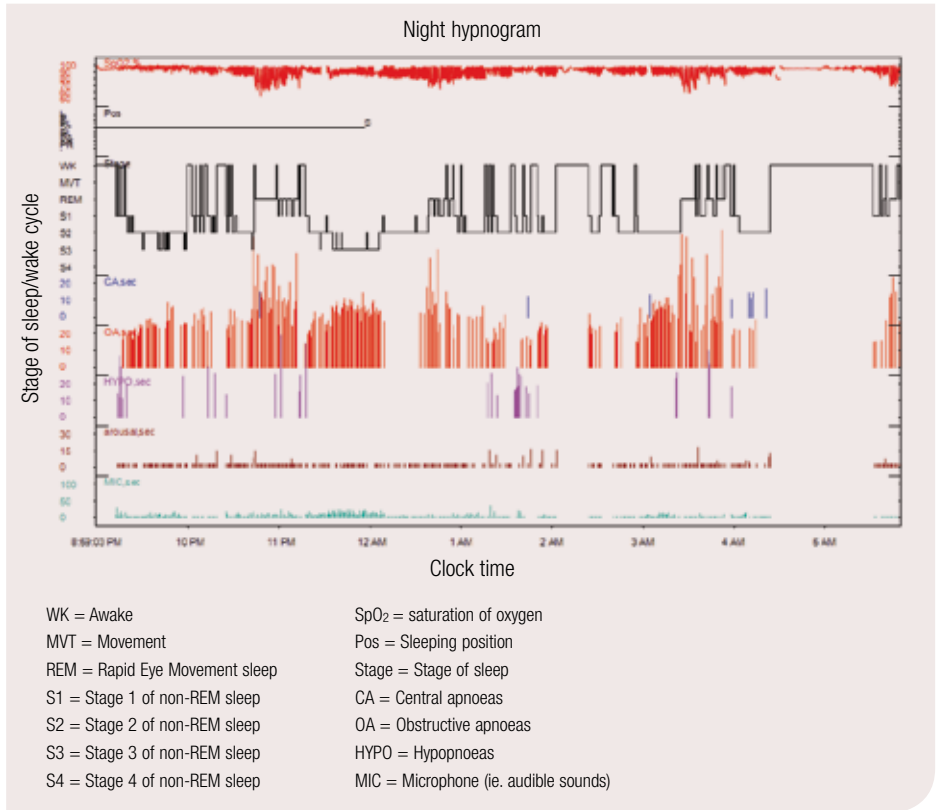 Night hypnogram
Stage of sleep/wake cycle
100
SpO2 %
Pos
S
Stage
WK
MVT
REM
S1
S2
S3
S4
CA,sec
20
10
0
OA,
20
10
0
HYPO,sec
20
10
0
arousal,sec
30
15
0
MIC,sec
100
50
0
8:59:03 PM 10 PM 11 PM 12 AM 1 AM 2 AM 3 AM 4 AM 5 AM
Clock time
WK = Awake
MVT = Movement
REM = Rapid Eye Movement sleep
S1 = Stage 1 of non-REM sleep
S2 = Stage 2 of non-REM sleep
S3 = Stage 3 of non-REM sleep
S4 = Stage 4 of non-REM sleep
SpO2 = saturation of oxygen
Pos = Sleeping position
Stage = Stage of sleep
CA = Central apnoeas
OA = Obstructive apnoeas
HYPO = Hypopnoeas
MIC = Microphone (ie. audible sounds)